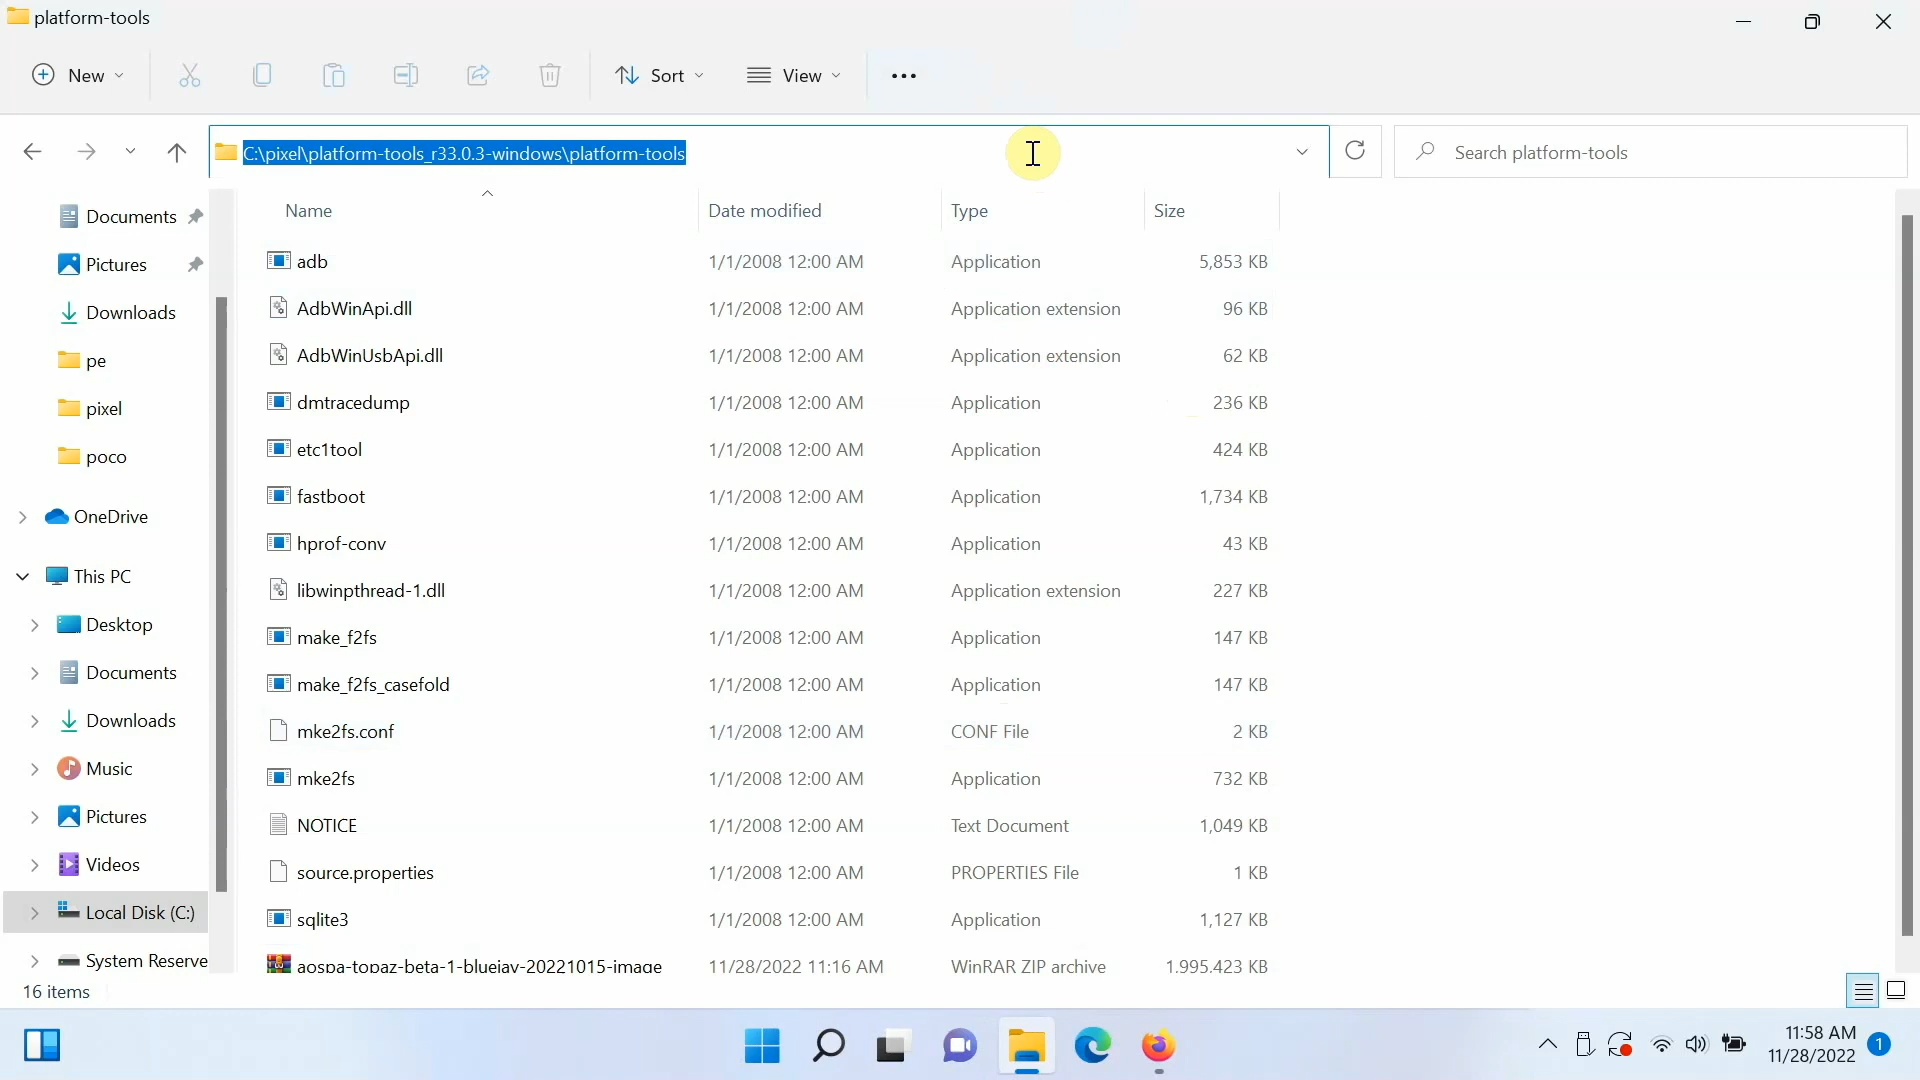 platform-tools
New
Sort
View
C:\pixel\platform-tools_r33.0.3-windows\platform-tools
Search platform-tools
Documents
Pictures
Downloads
pe
pixel
poco
OneDrive
This PC
Desktop
Documents
Downloads
Music
Pictures
Videos
Local Disk (C:)
System Reserve
Name Date modified Type Size
adb 1/1/2008 12:00 AM Application 5,853 KB
AdbWinApi.dll 1/1/2008 12:00 AM Application extension 96 KB
AdbWinUsbApi.dll 1/1/2008 12:00 AM Application extension 62 KB
dmtracedump 1/1/2008 12:00 AM Application 236 KB
etc1tool 1/1/2008 12:00 AM Application 424 KB
fastboot 1/1/2008 12:00 AM Application 1,734 KB
hprof-conv 1/1/2008 12:00 AM Application 43 KB
libwinpthread-1.dll 1/1/2008 12:00 AM Application extension 227 KB
make_f2fs 1/1/2008 12:00 AM Application 147 KB
make_f2fs_casefold 1/1/2008 12:00 AM Application 147 KB
mke2fs.conf 1/1/2008 12:00 AM CONF File 2 KB
mke2fs 1/1/2008 12:00 AM Application 732 KB
NOTICE 1/1/2008 12:00 AM Text Document 1,049 KB
source.properties 1/1/2008 12:00 AM PROPERTIES File 1 KB
sqlite3 1/1/2008 12:00 AM Application 1,127 KB
aospa-topaz-beta-1-bluejay-20221015-image 11/28/2022 11:16 AM WinRAR ZIP archive 1,995,423 KB
16 items
11:58 AM
11/28/2022
1